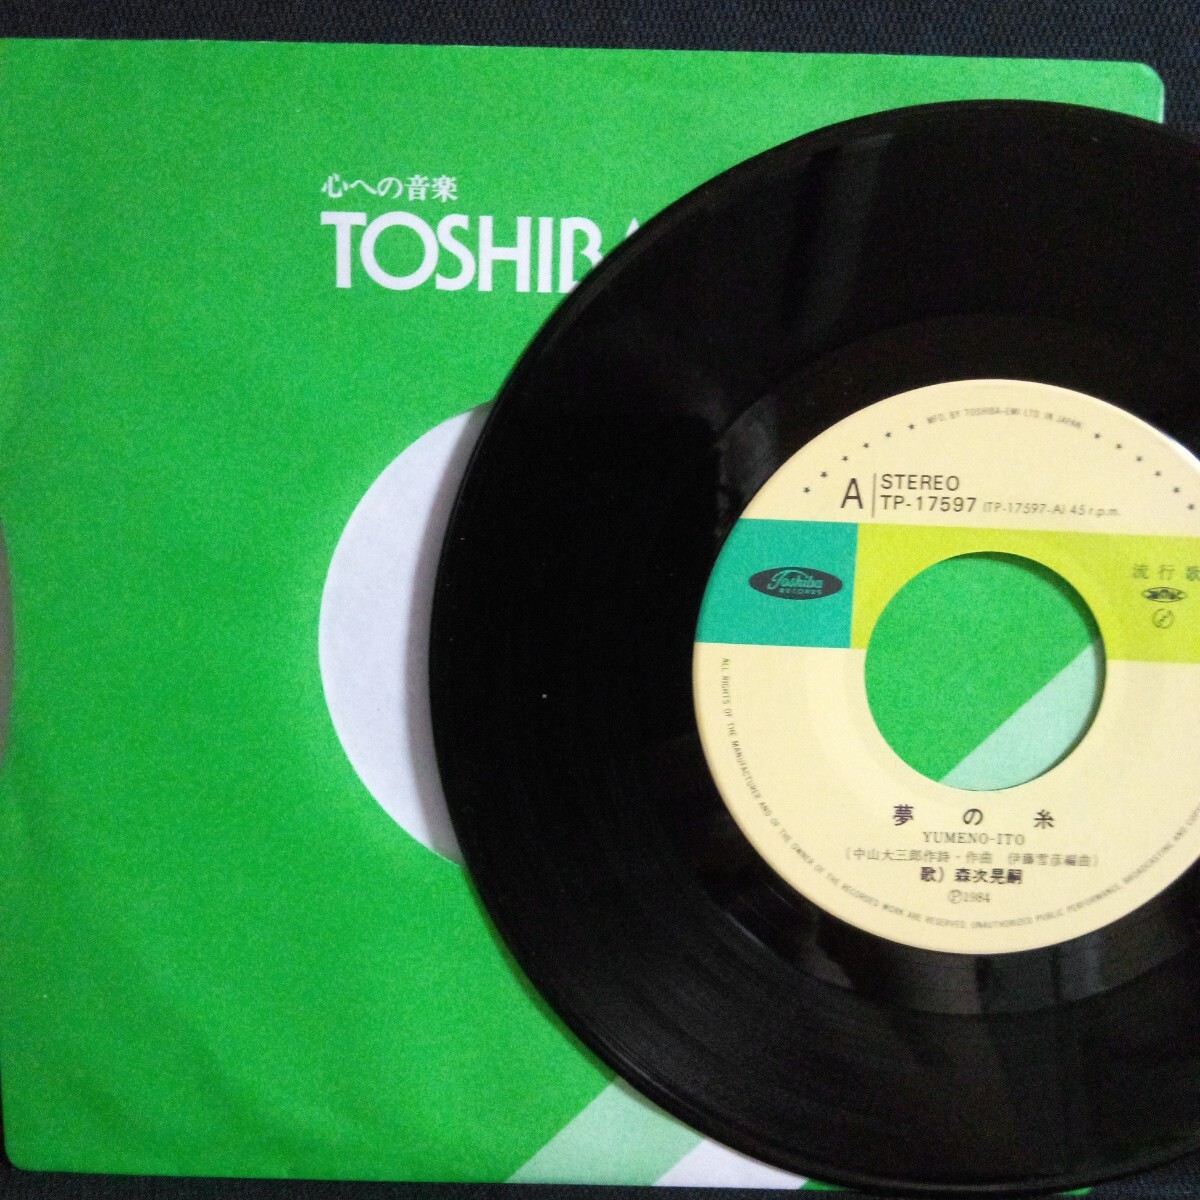 心への音楽
TOSHIBA
MFD. BY TOSHIBA-EMI LTD. IN JAPAN
A
STEREO
TP-17597 (TP-17597-A) 45 r.p.m.
Toshiba
RECORDS
流行歌
夢の糸
YUMENO-ITO
(中山大三郎作詩・作曲 伊藤雪彦編曲)
歌) 森次晃嗣
Ⓟ1984
ALL RIGHTS OF THE MANUFACTURER AND OF THE OWNER OF THE RECORDED WORK ARE RESERVED. UNAUTHORIZED PUBLIC PERFORMANCE, BROADCASTING AND